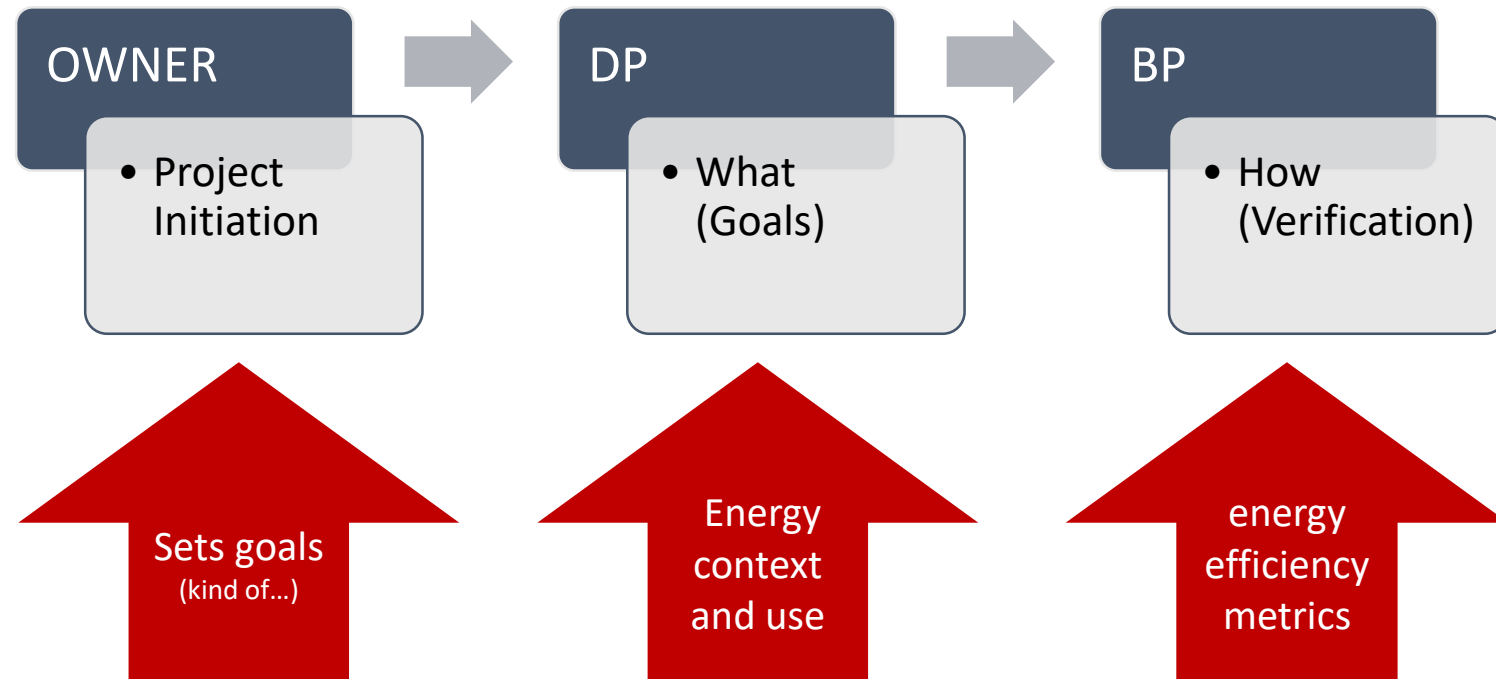 OWNER
• Project
Initiation
DP
• What
(Goals)
BP
• How
(Verification)
Sets goals
(kind of...)
Energy
context
and use
energy
efficiency
metrics